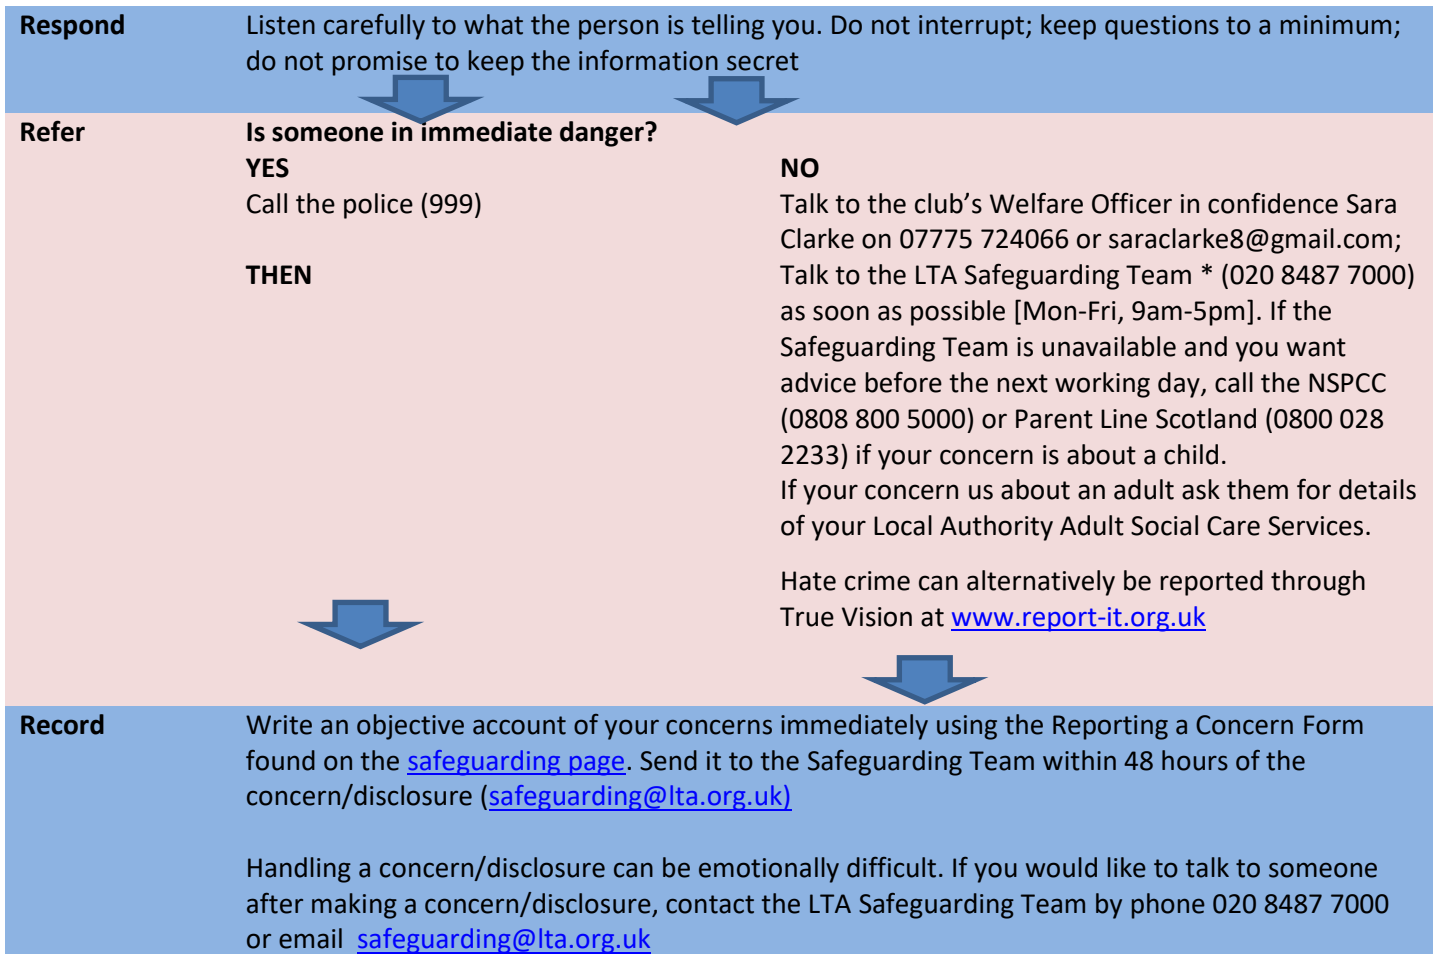 Respond
Listen carefully to what the person is telling you. Do not interrupt; keep questions to a minimum;
do not promise to keep the information secret
Refer
Is someone in immediate danger?
YES
Call the police (999)
THEN
NO
Talk to the club’s Welfare Officer in confidence Sara
Clarke on 07775 724066 or saraclarke8@gmail.com;
Talk to the LTA Safeguarding Team * (020 8487 7000)
as soon as possible [Mon-Fri, 9am-5pm]. If the
Safeguarding Team is unavailable and you want
advice before the next working day, call the NSPCC
(0808 800 5000) or Parent Line Scotland (0800 028
2233) if your concern is about a child.
If your concern us about an adult ask them for details
of your Local Authority Adult Social Care Services.
Hate crime can alternatively be reported through
True Vision at www.report-it.org.uk
Record
Write an objective account of your concerns immediately using the Reporting a Concern Form
found on the safeguarding page. Send it to the Safeguarding Team within 48 hours of the
concern/disclosure (safeguarding@lta.org.uk)
Handling a concern/disclosure can be emotionally difficult. If you would like to talk to someone
after making a concern/disclosure, contact the LTA Safeguarding Team by phone 020 8487 7000
or email safeguarding@lta.org.uk